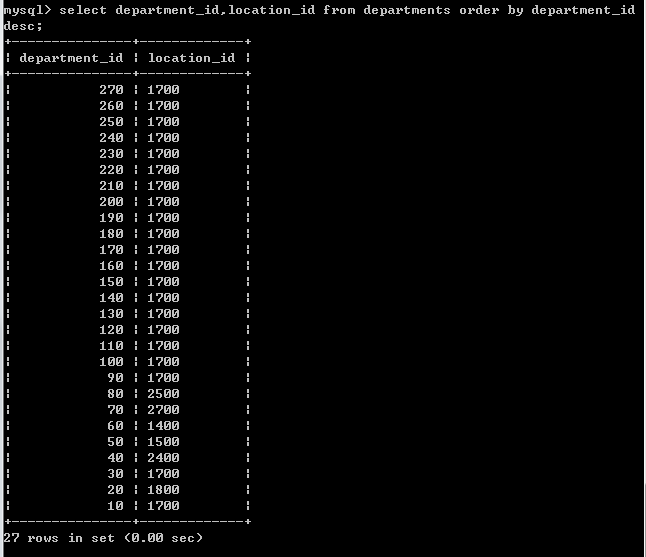 mysql> select department_id,location_id from departments order by department_id
desc;
+---------------+-------------+
| department_id | location_id |
+---------------+-------------+
|           270 | 1700        |
|           260 | 1700        |
|           250 | 1700        |
|           240 | 1700        |
|           230 | 1700        |
|           220 | 1700        |
|           210 | 1700        |
|           200 | 1700        |
|           190 | 1700        |
|           180 | 1700        |
|           170 | 1700        |
|           160 | 1700        |
|           150 | 1700        |
|           140 | 1700        |
|           130 | 1700        |
|           120 | 1700        |
|           110 | 1700        |
|           100 | 1700        |
|            90 | 1700        |
|            80 | 2500        |
|            70 | 2700        |
|            60 | 1400        |
|            50 | 1500        |
|            40 | 2400        |
|            30 | 1700        |
|            20 | 1800        |
|            10 | 1700        |
+---------------+-------------+
27 rows in set (0.00 sec)